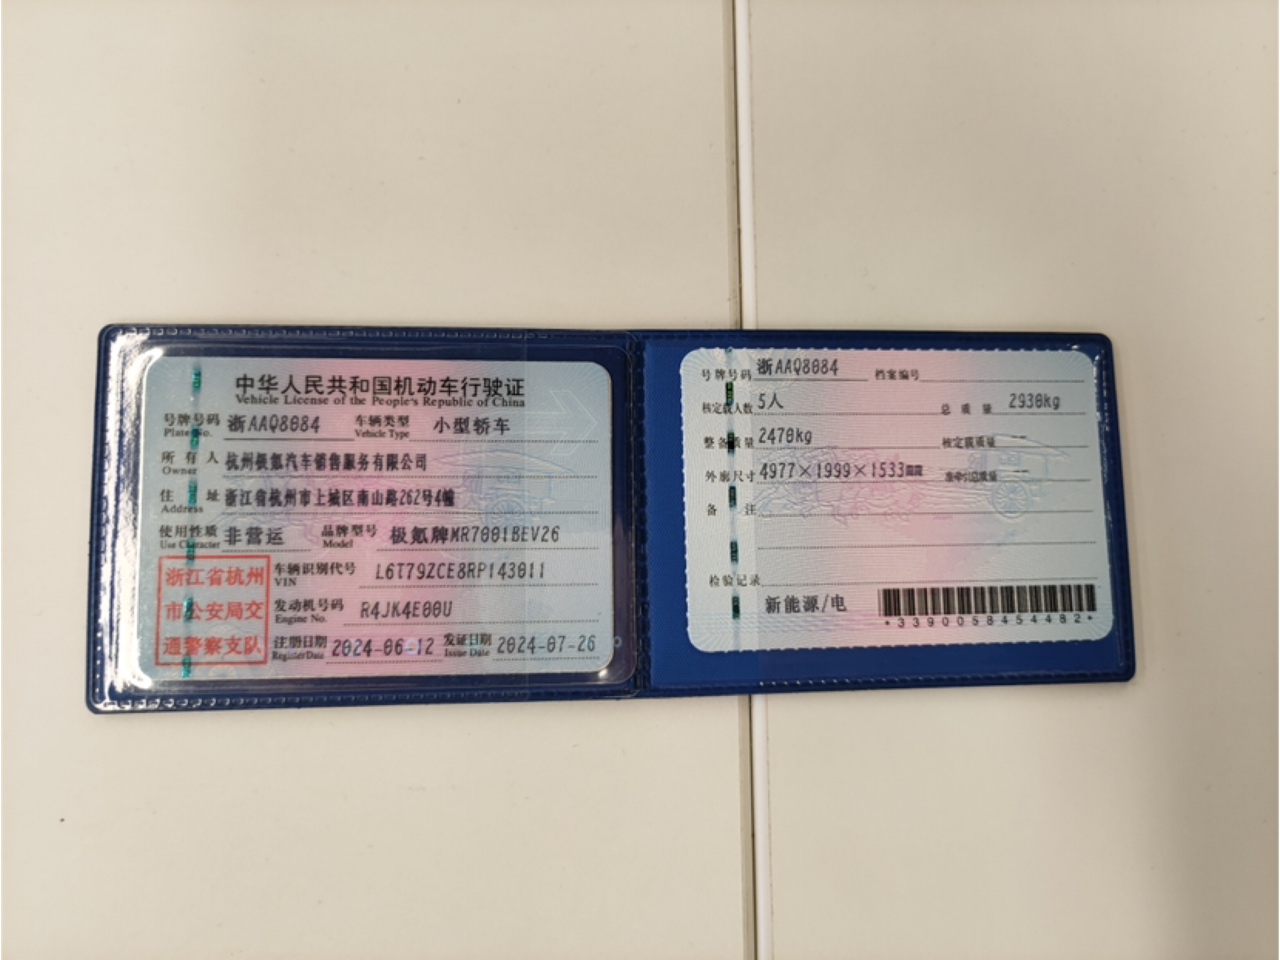 中华人民共和国机动车行驶证
Vehicle License of the People's Republic of China
号牌号码 浙AAQ8084 车辆类型 小型轿车
Plate No. Vehicle Type
所有人 杭州极氪汽车销售服务有限公司
Owner
住址 浙江省杭州市上城区南山路262号4幢
Address
使用性质 非营运 品牌型号 极氪牌MR7001BEV26
Use Character Model
浙江省杭州
市公安局交
通警察支队
车辆识别代号 L6T79ZCE8RP143011
VIN
发动机号码 R4JK4E00U
Engine No.
注册日期 2024-06-12 发证日期 2024-07-26
Register Date Issue Date
号牌号码 浙AAQ8084 档案编号
核定载人数 5人 总质量 2930kg
整备质量 2470kg 核定载质量 --
外廓尺寸 4977×1999×1533mm 准牵引总质量 --
备注
检验记录
新能源/电
*3390058454482*